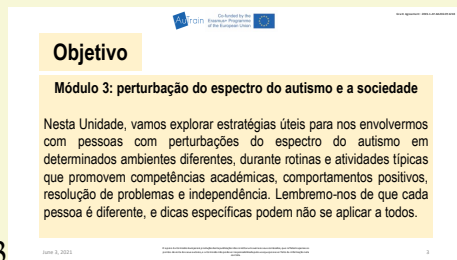 AuTrain
Co-funded by the
Erasmus+ Programme
of the European Union
Objetivo
Módulo 3: perturbação do espectro do autismo e a sociedade
Nesta Unidade, vamos explorar estratégias úteis para nos envolvermos
com pessoas com perturbações do espectro do autismo em
determinados ambientes diferentes, durante rotinas e atividades típicas
que promovem competências académicas, comportamentos positivos,
resolução de problemas e independência. Lembremo-nos de que cada
pessoa é diferente, e dicas específicas podem não se aplicar a todos.
3
June 3, 2021